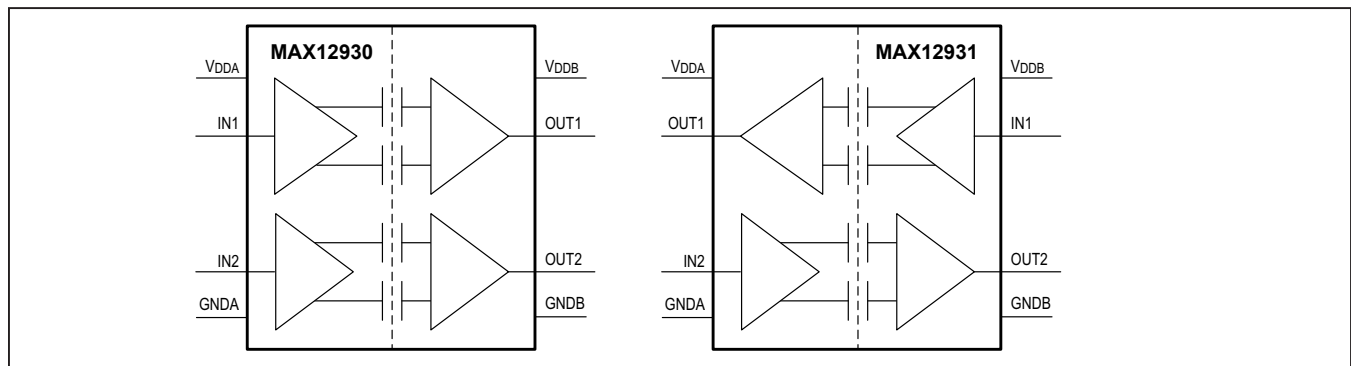 MAX12930
VDDA
VDDB
IN1
OUT1
IN2
OUT2
GNDA
GNDB
MAX12931
VDDA
VDDB
OUT1
IN1
IN2
OUT2
GNDA
GNDB